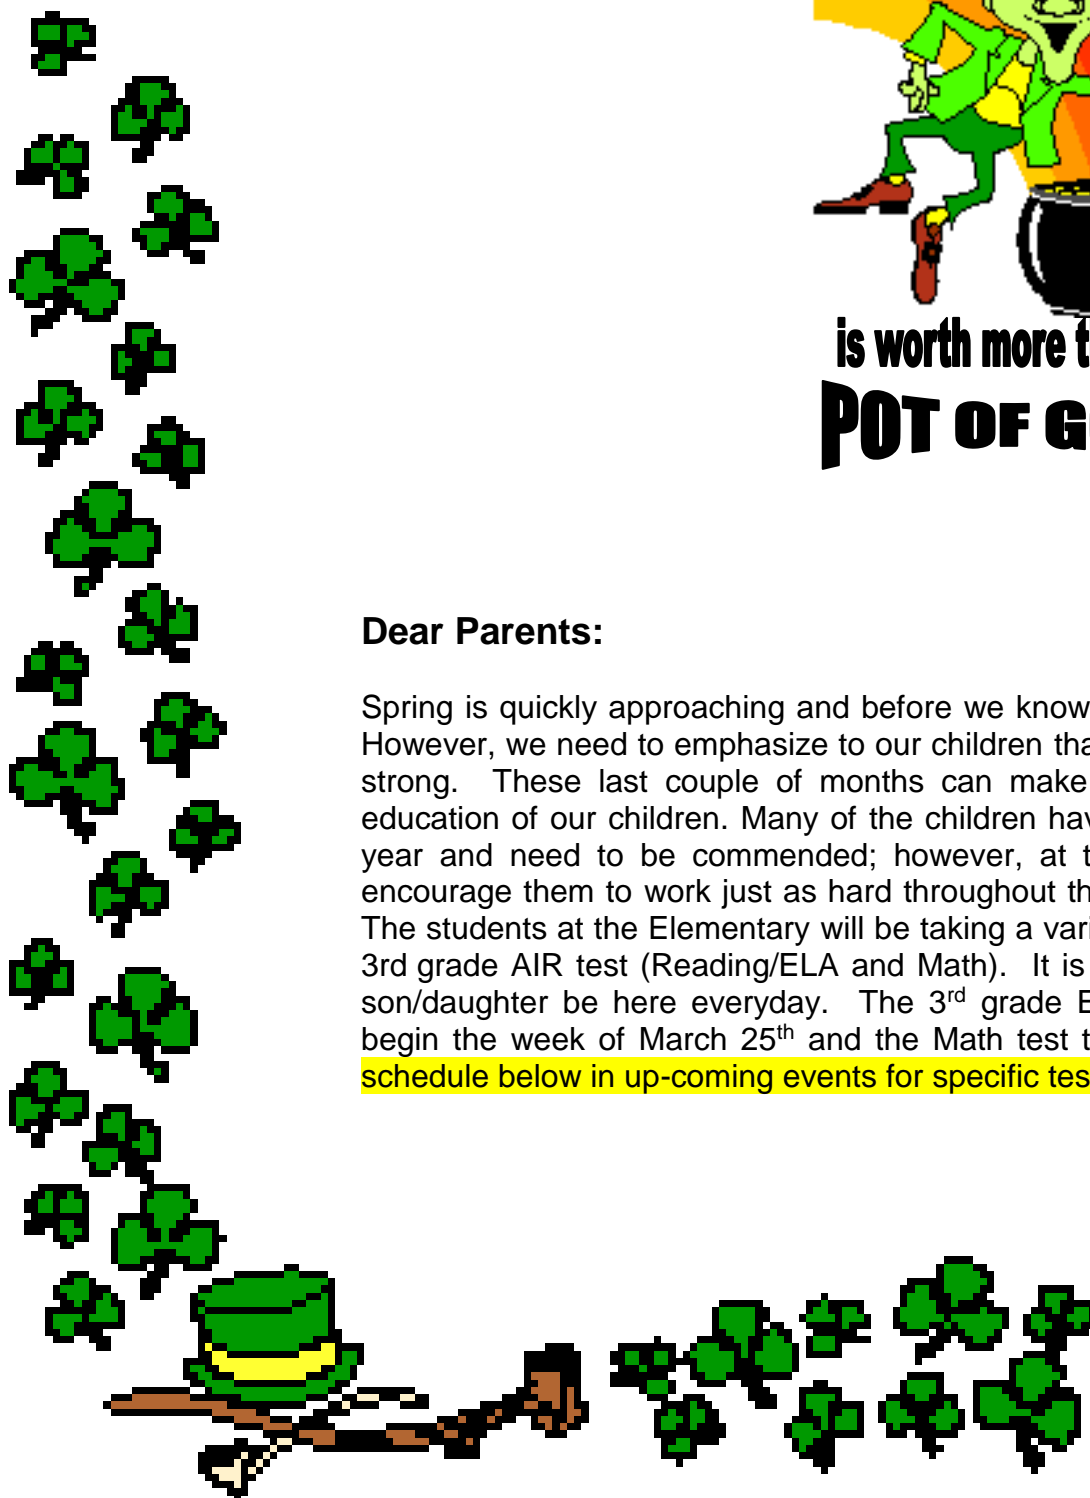 is worth more t
POT OF G
Dear Parents:
Spring is quickly approaching and before we know
However, we need to emphasize to our children tha
strong. These last couple of months can make
education of our children. Many of the children hav
year and need to be commended; however, at t
encourage them to work just as hard throughout th
The students at the Elementary will be taking a vari
3rd grade AIR test (Reading/ELA and Math). It is
son/daughter be here everyday. The 3rd grade E
begin the week of March 25th and the Math test t
schedule below in up-coming events for specific tes